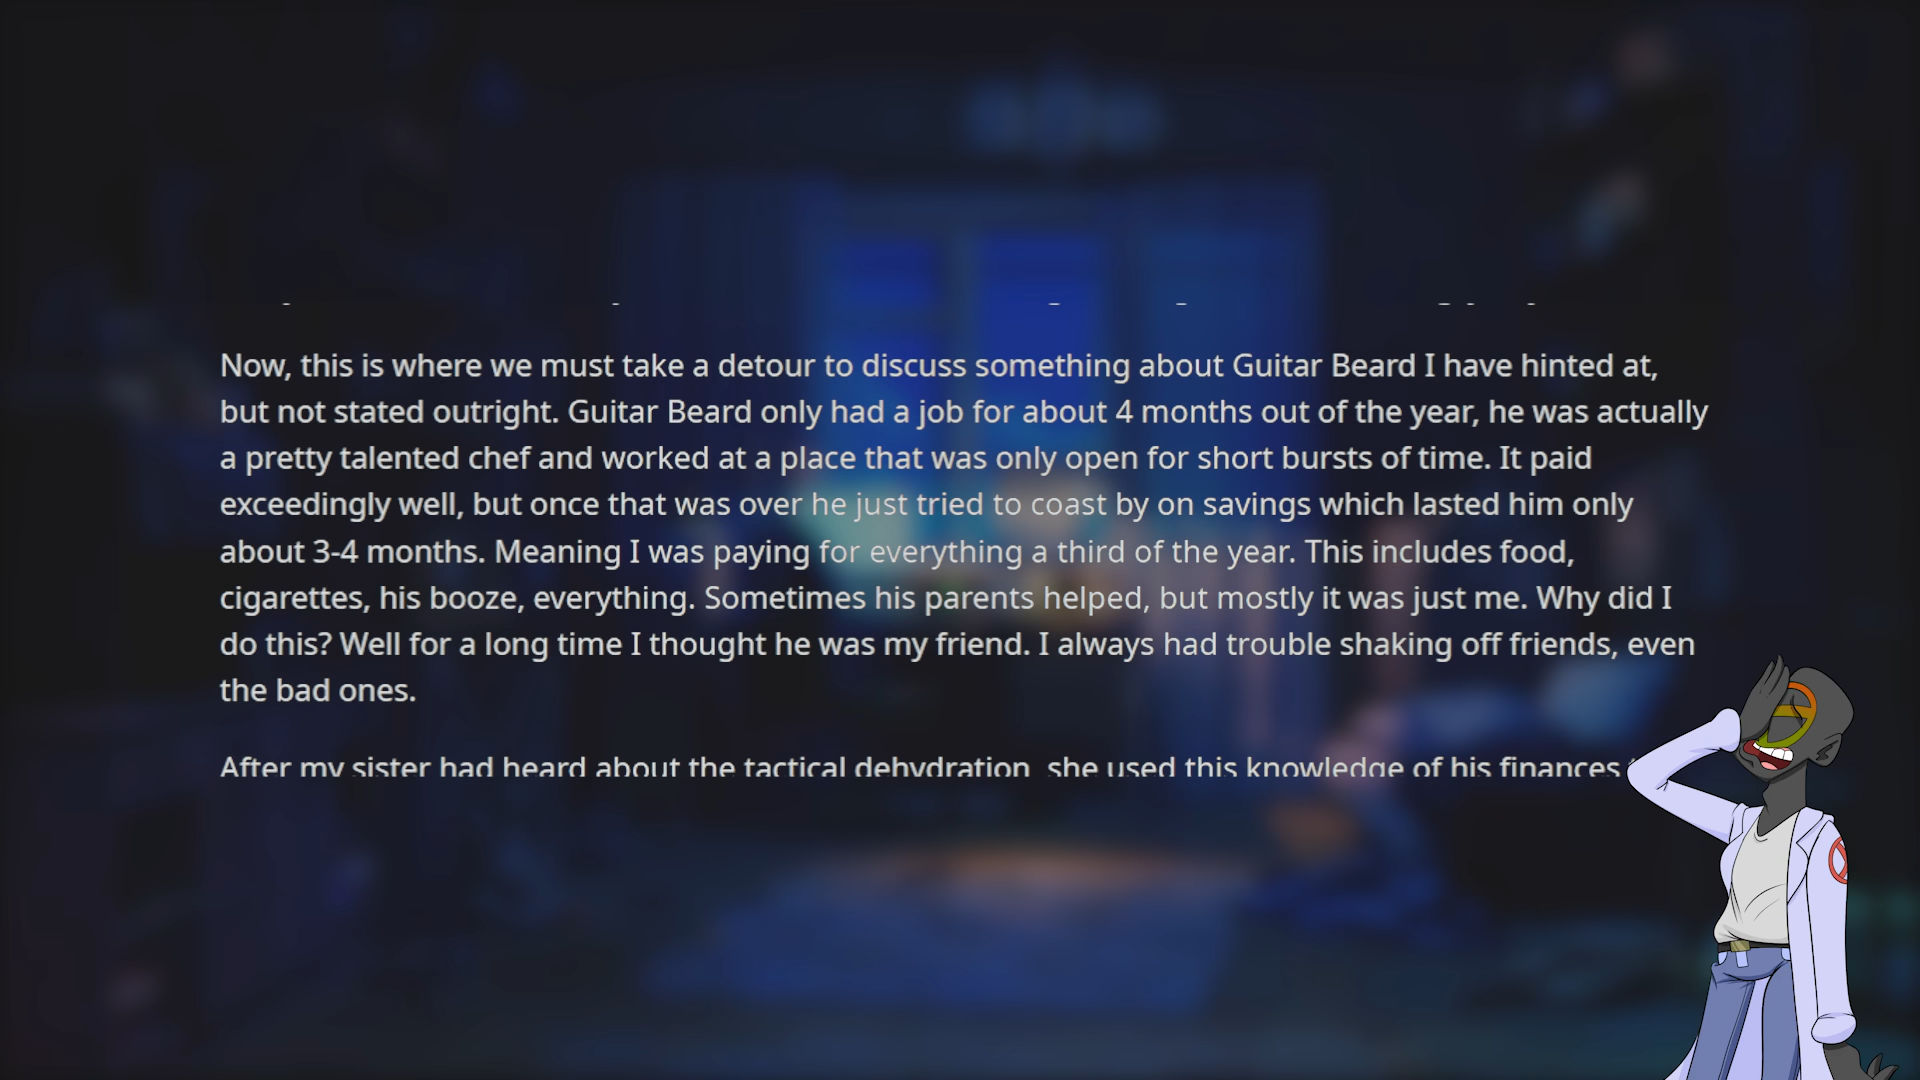 Now, this is where we must take a detour to discuss something about Guitar Beard I have hinted at,
but not stated outright. Guitar Beard only had a job for about 4 months out of the year, he was actually
a pretty talented chef and worked at a place that was only open for short bursts of time. It paid
exceedingly well, but once that was over he just tried to coast by on savings which lasted him only
about 3-4 months. Meaning I was paying for everything a third of the year. This includes food,
cigarettes, his booze, everything. Sometimes his parents helped, but mostly it was just me. Why did I
do this? Well for a long time I thought he was my friend. I always had trouble shaking off friends, even
the bad ones.
After my sister had heard about the tactical dehydration she used this knowledge of his finances